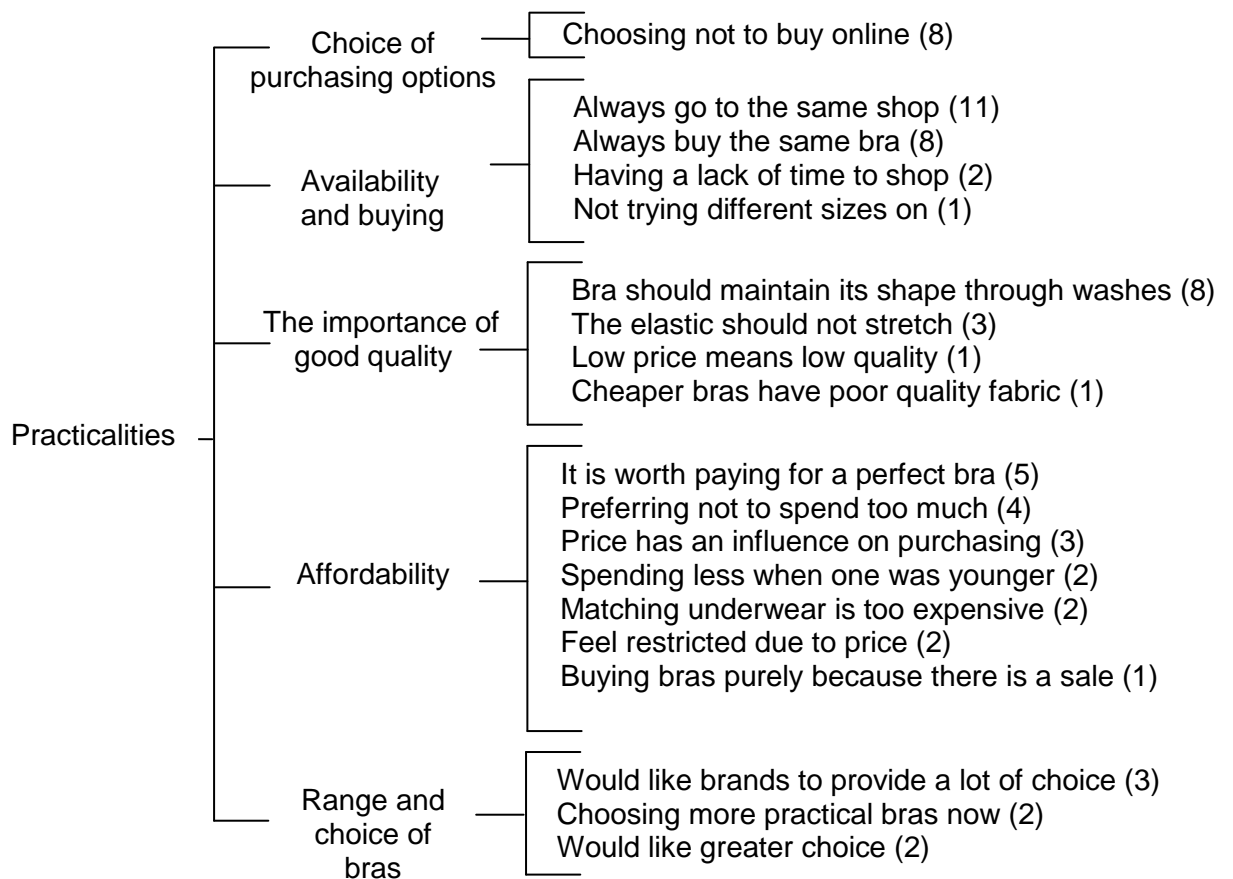 Practicalities
Choice of
purchasing options
Choosing not to buy online (8)
Availability
and buying
Always go to the same shop (11)
Always buy the same bra (8)
Having a lack of time to shop (2)
Not trying different sizes on (1)
The importance of
good quality
Bra should maintain its shape through washes (8)
The elastic should not stretch (3)
Low price means low quality (1)
Cheaper bras have poor quality fabric (1)
Affordability
It is worth paying for a perfect bra (5)
Preferring not to spend too much (4)
Price has an influence on purchasing (3)
Spending less when one was younger (2)
Matching underwear is too expensive (2)
Feel restricted due to price (2)
Buying bras purely because there is a sale (1)
Range and
choice of
bras
Would like brands to provide a lot of choice (3)
Choosing more practical bras now (2)
Would like greater choice (2)